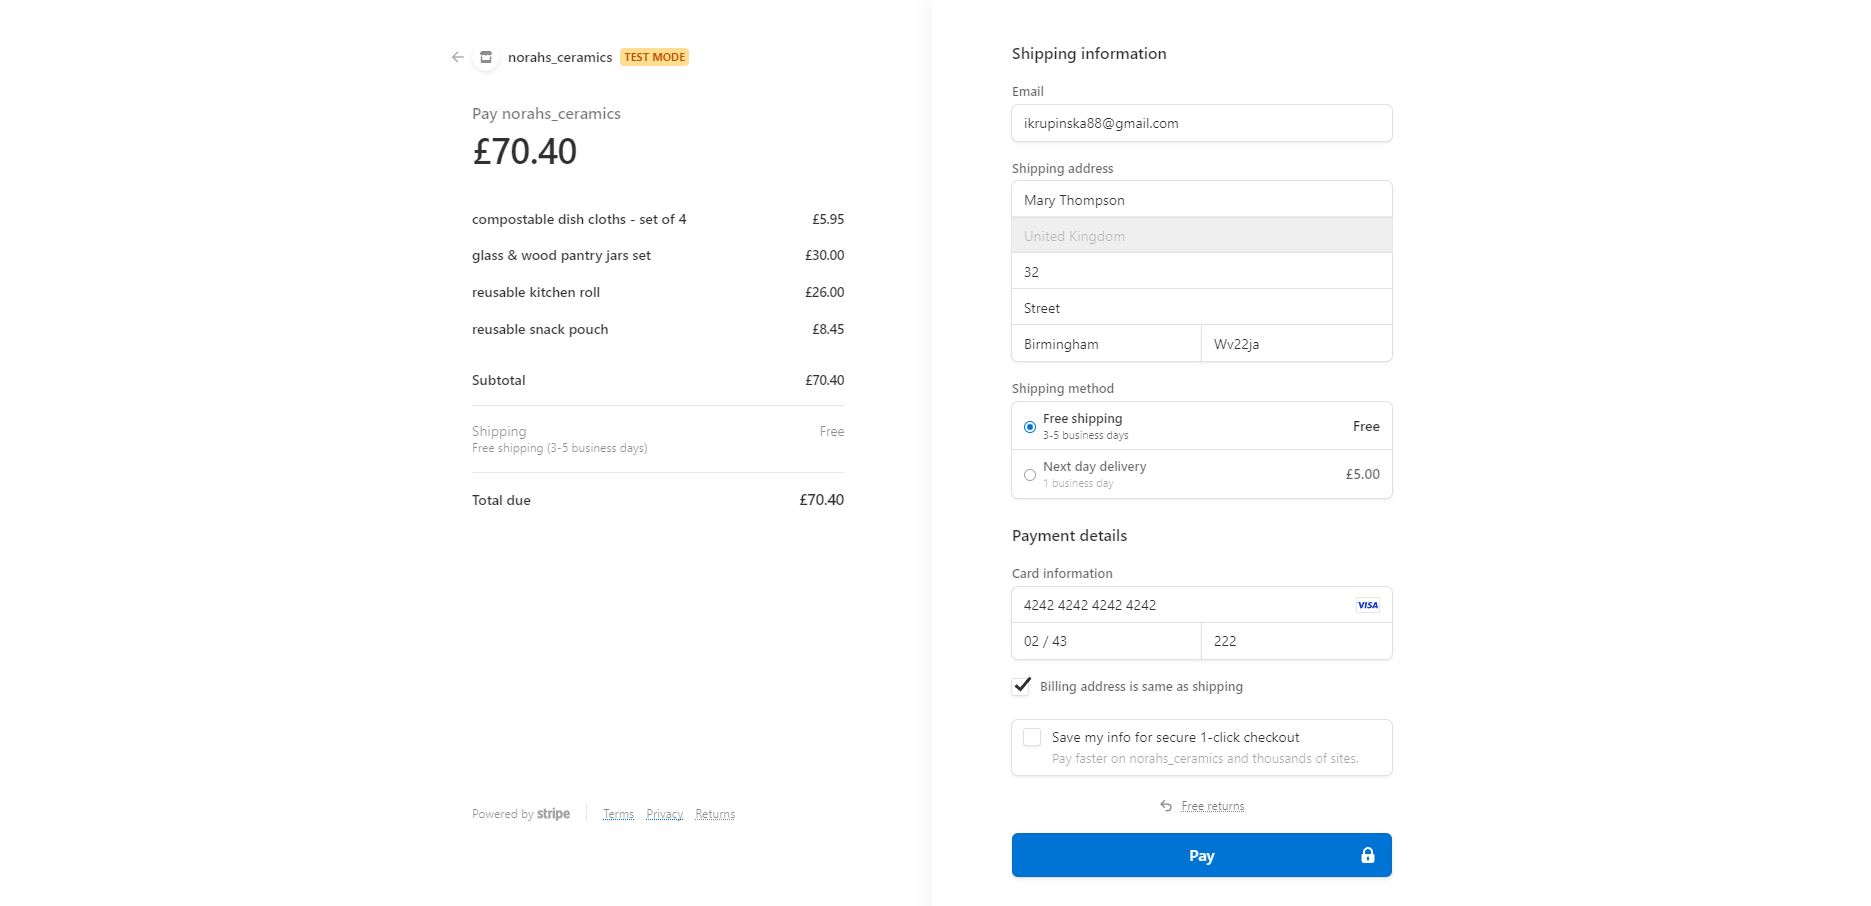 norahs_ceramics TEST MODE
Pay norahs_ceramics
£70.40
compostable dish cloths - set of 4 £5.95
glass & wood pantry jars set £30.00
reusable kitchen roll £26.00
reusable snack pouch £8.45
Subtotal £70.40
Shipping Free
Free shipping (3-5 business days)
Total due £70.40
Powered by stripe Terms Privacy Returns
Shipping information
Email
ikrupinska88@gmail.com
Shipping address
Mary Thompson
United Kingdom
32
Street
Birmingham Wv22ja
Shipping method
Free shipping
3-5 business days
Free
Next day delivery
1 business day
£5.00
Payment details
Card information
4242 4242 4242 4242 VISA
02 / 43 222
Billing address is same as shipping
Save my info for secure 1-click checkout
Pay faster on norahs_ceramics and thousands of sites.
Free returns
Pay